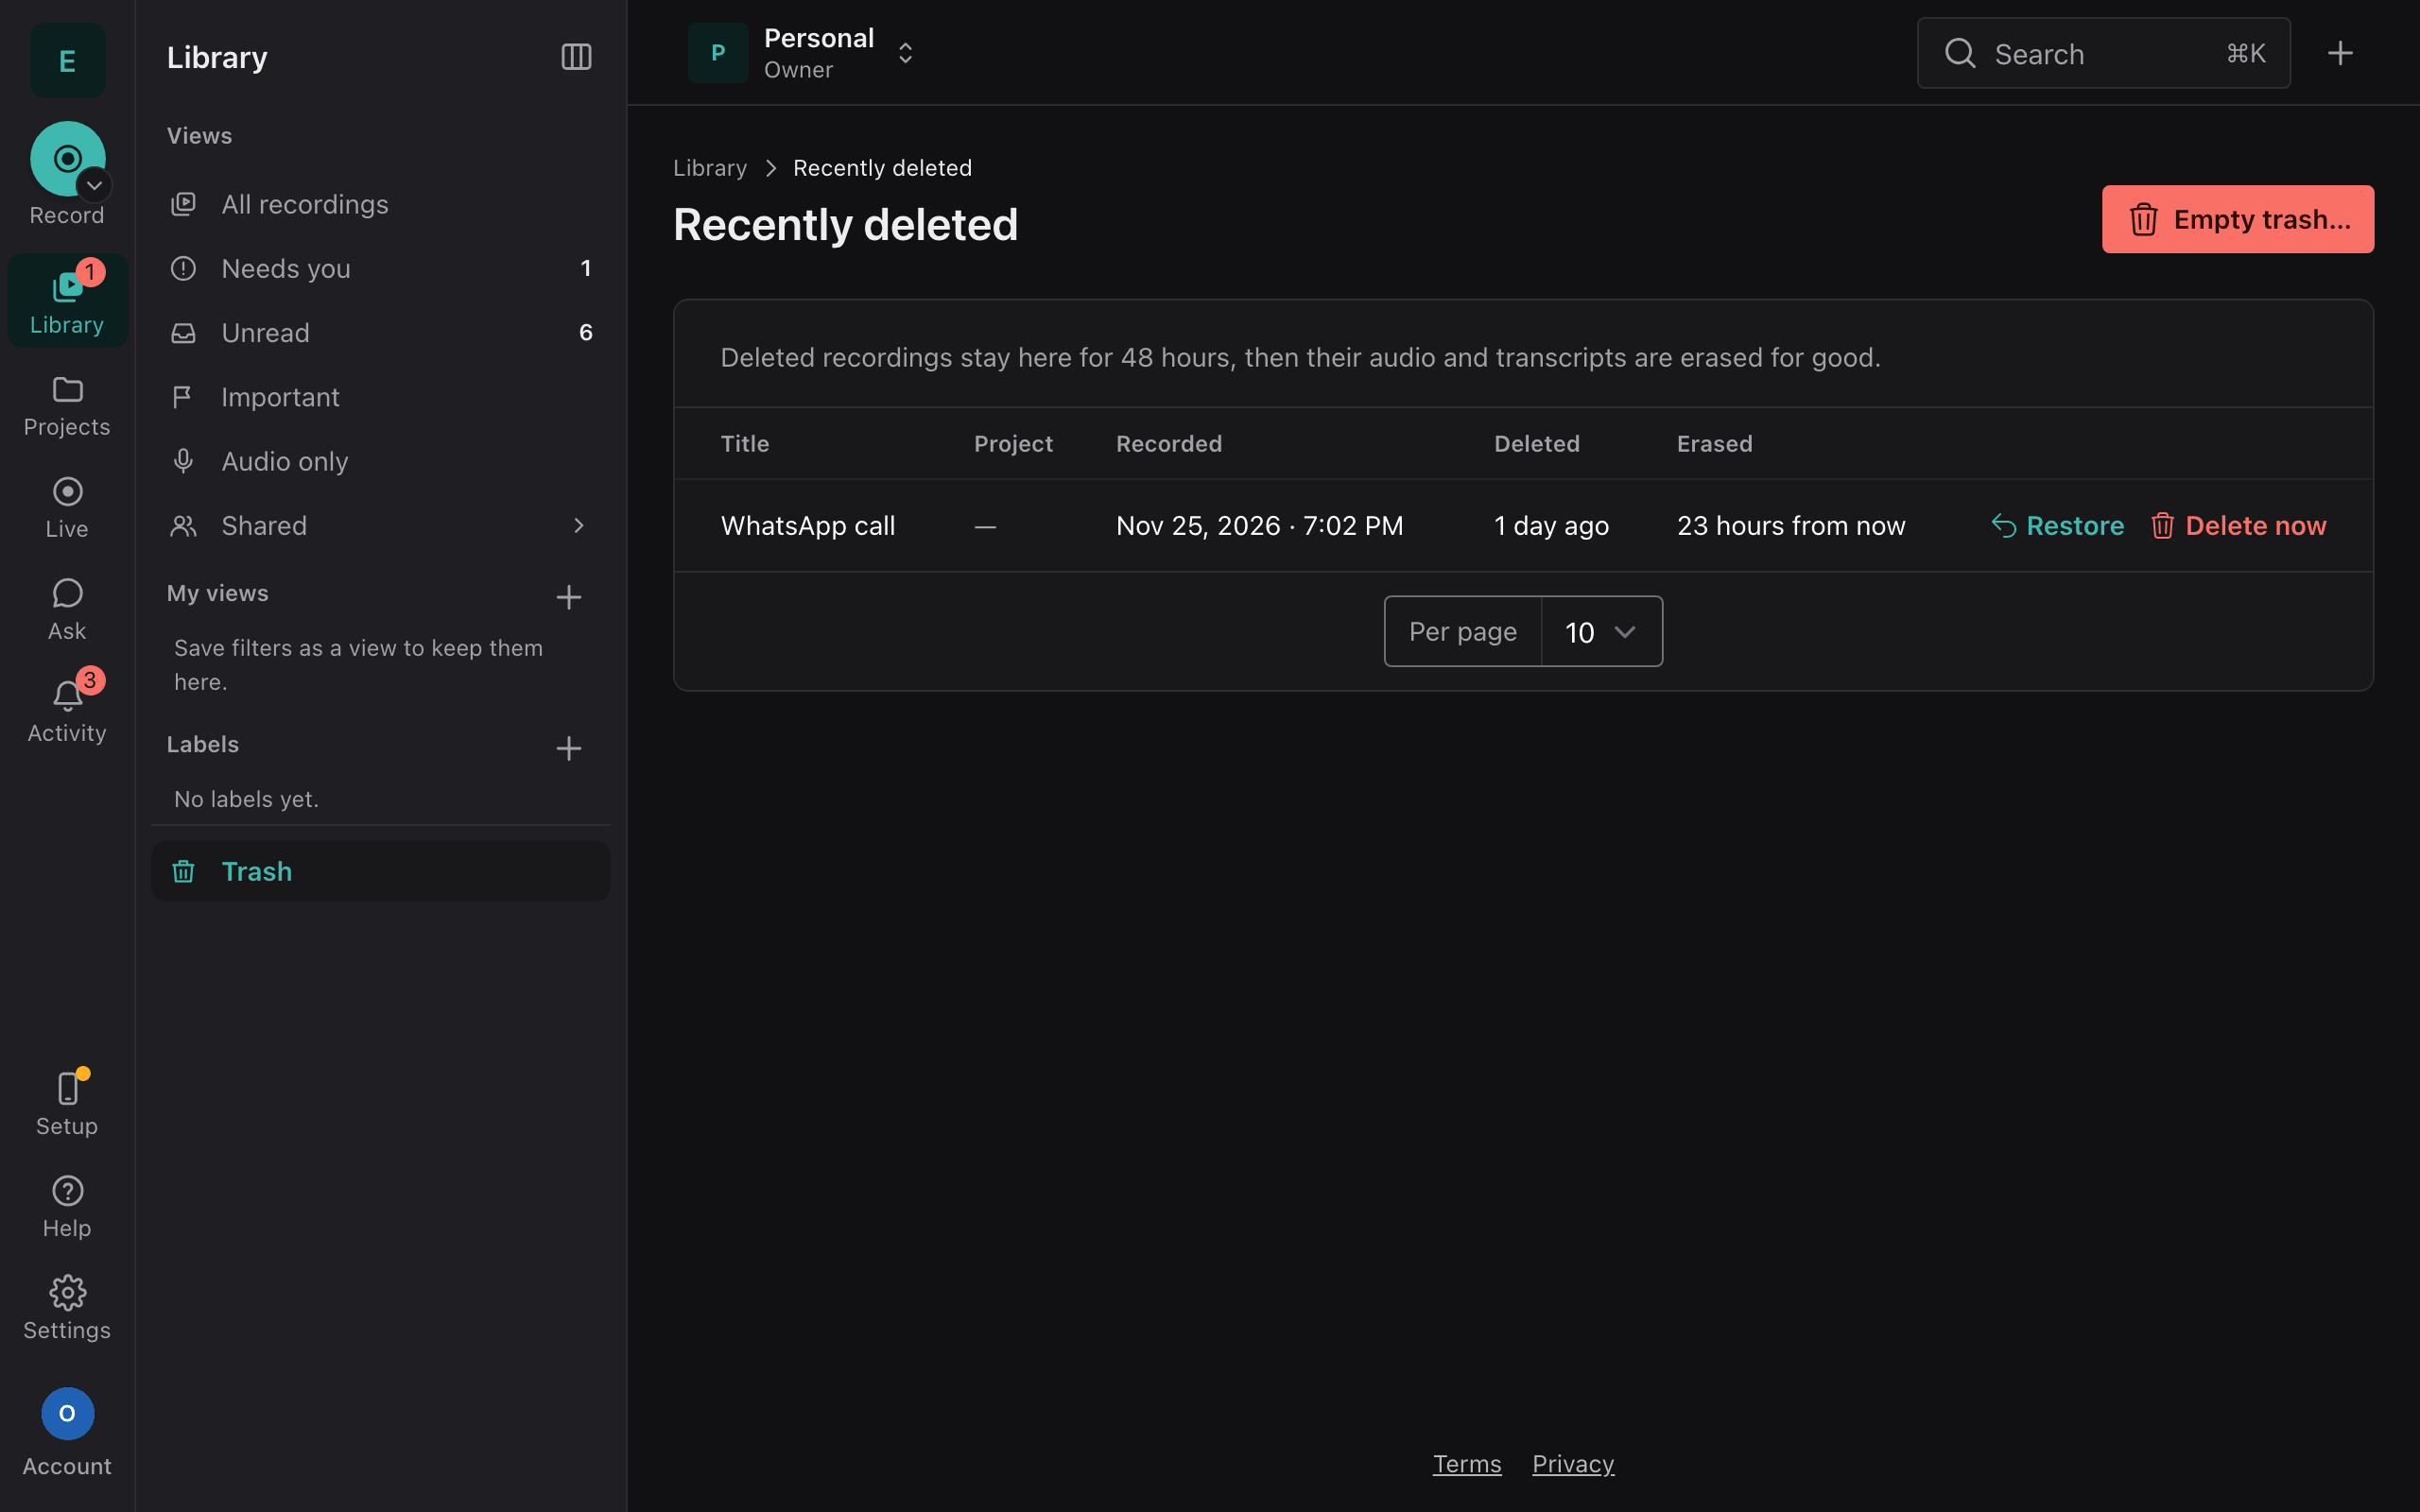 E
Record
1
Library
Projects
Live
Ask
3
Activity
Setup
Help
Settings
O
Account
Library
Views
All recordings
Needs you 1
Unread 6
Important
Audio only
Shared
My views
Save filters as a view to keep them
here.
Labels
No labels yet.
Trash
P
Personal
Owner
Search ⌘K
Library > Recently deleted
Recently deleted
Empty trash...
Deleted recordings stay here for 48 hours, then their audio and transcripts are erased for good.
Title Project Recorded Deleted Erased
WhatsApp call — Nov 25, 2026 · 7:02 PM 1 day ago 23 hours from now Restore Delete now
Per page 10
Terms Privacy